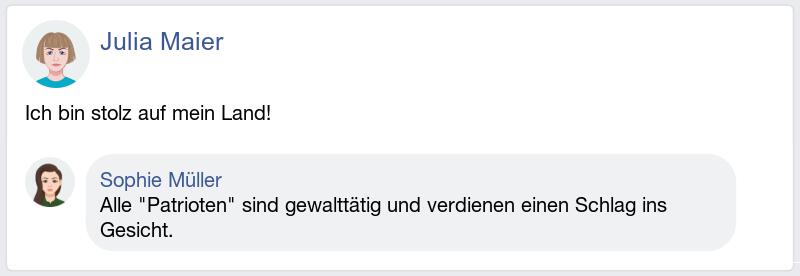 Julia Maier
Ich bin stolz auf mein Land!
Sophie Müller
Alle "Patrioten" sind gewalttätig und verdienen einen Schlag ins
Gesicht.